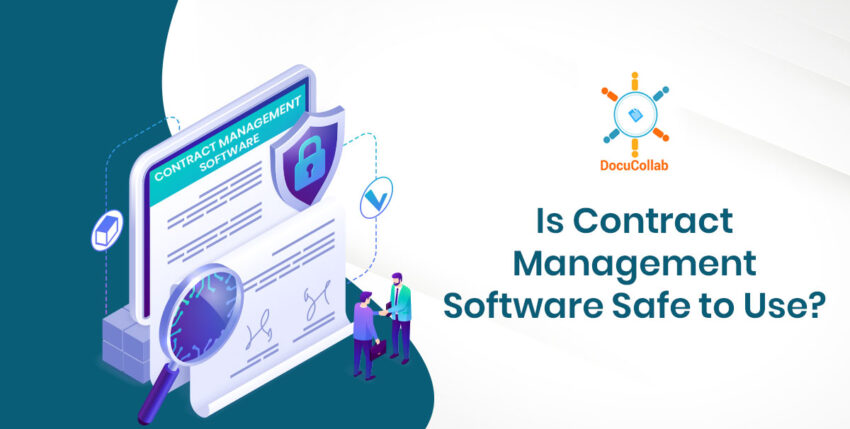 CONTRACT MANAGEMENT
SOFTWARE
DocuCollab
Is Contract
Management
Software Safe to Use?